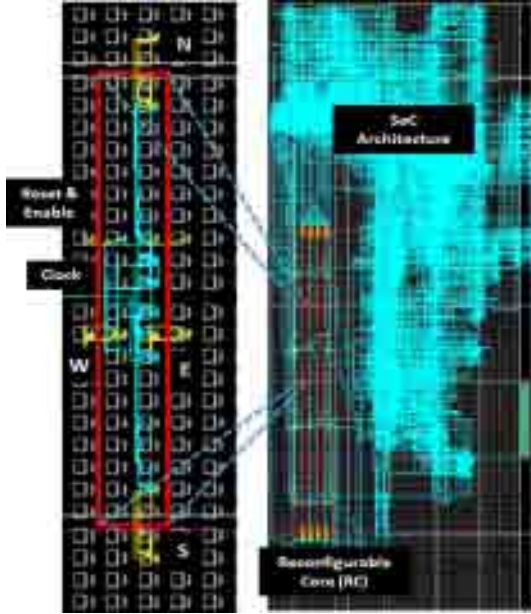 N
SoC
Architecture
Reset &
Enable
Clock
W
E
S
Reconfigurable
Core (RC)